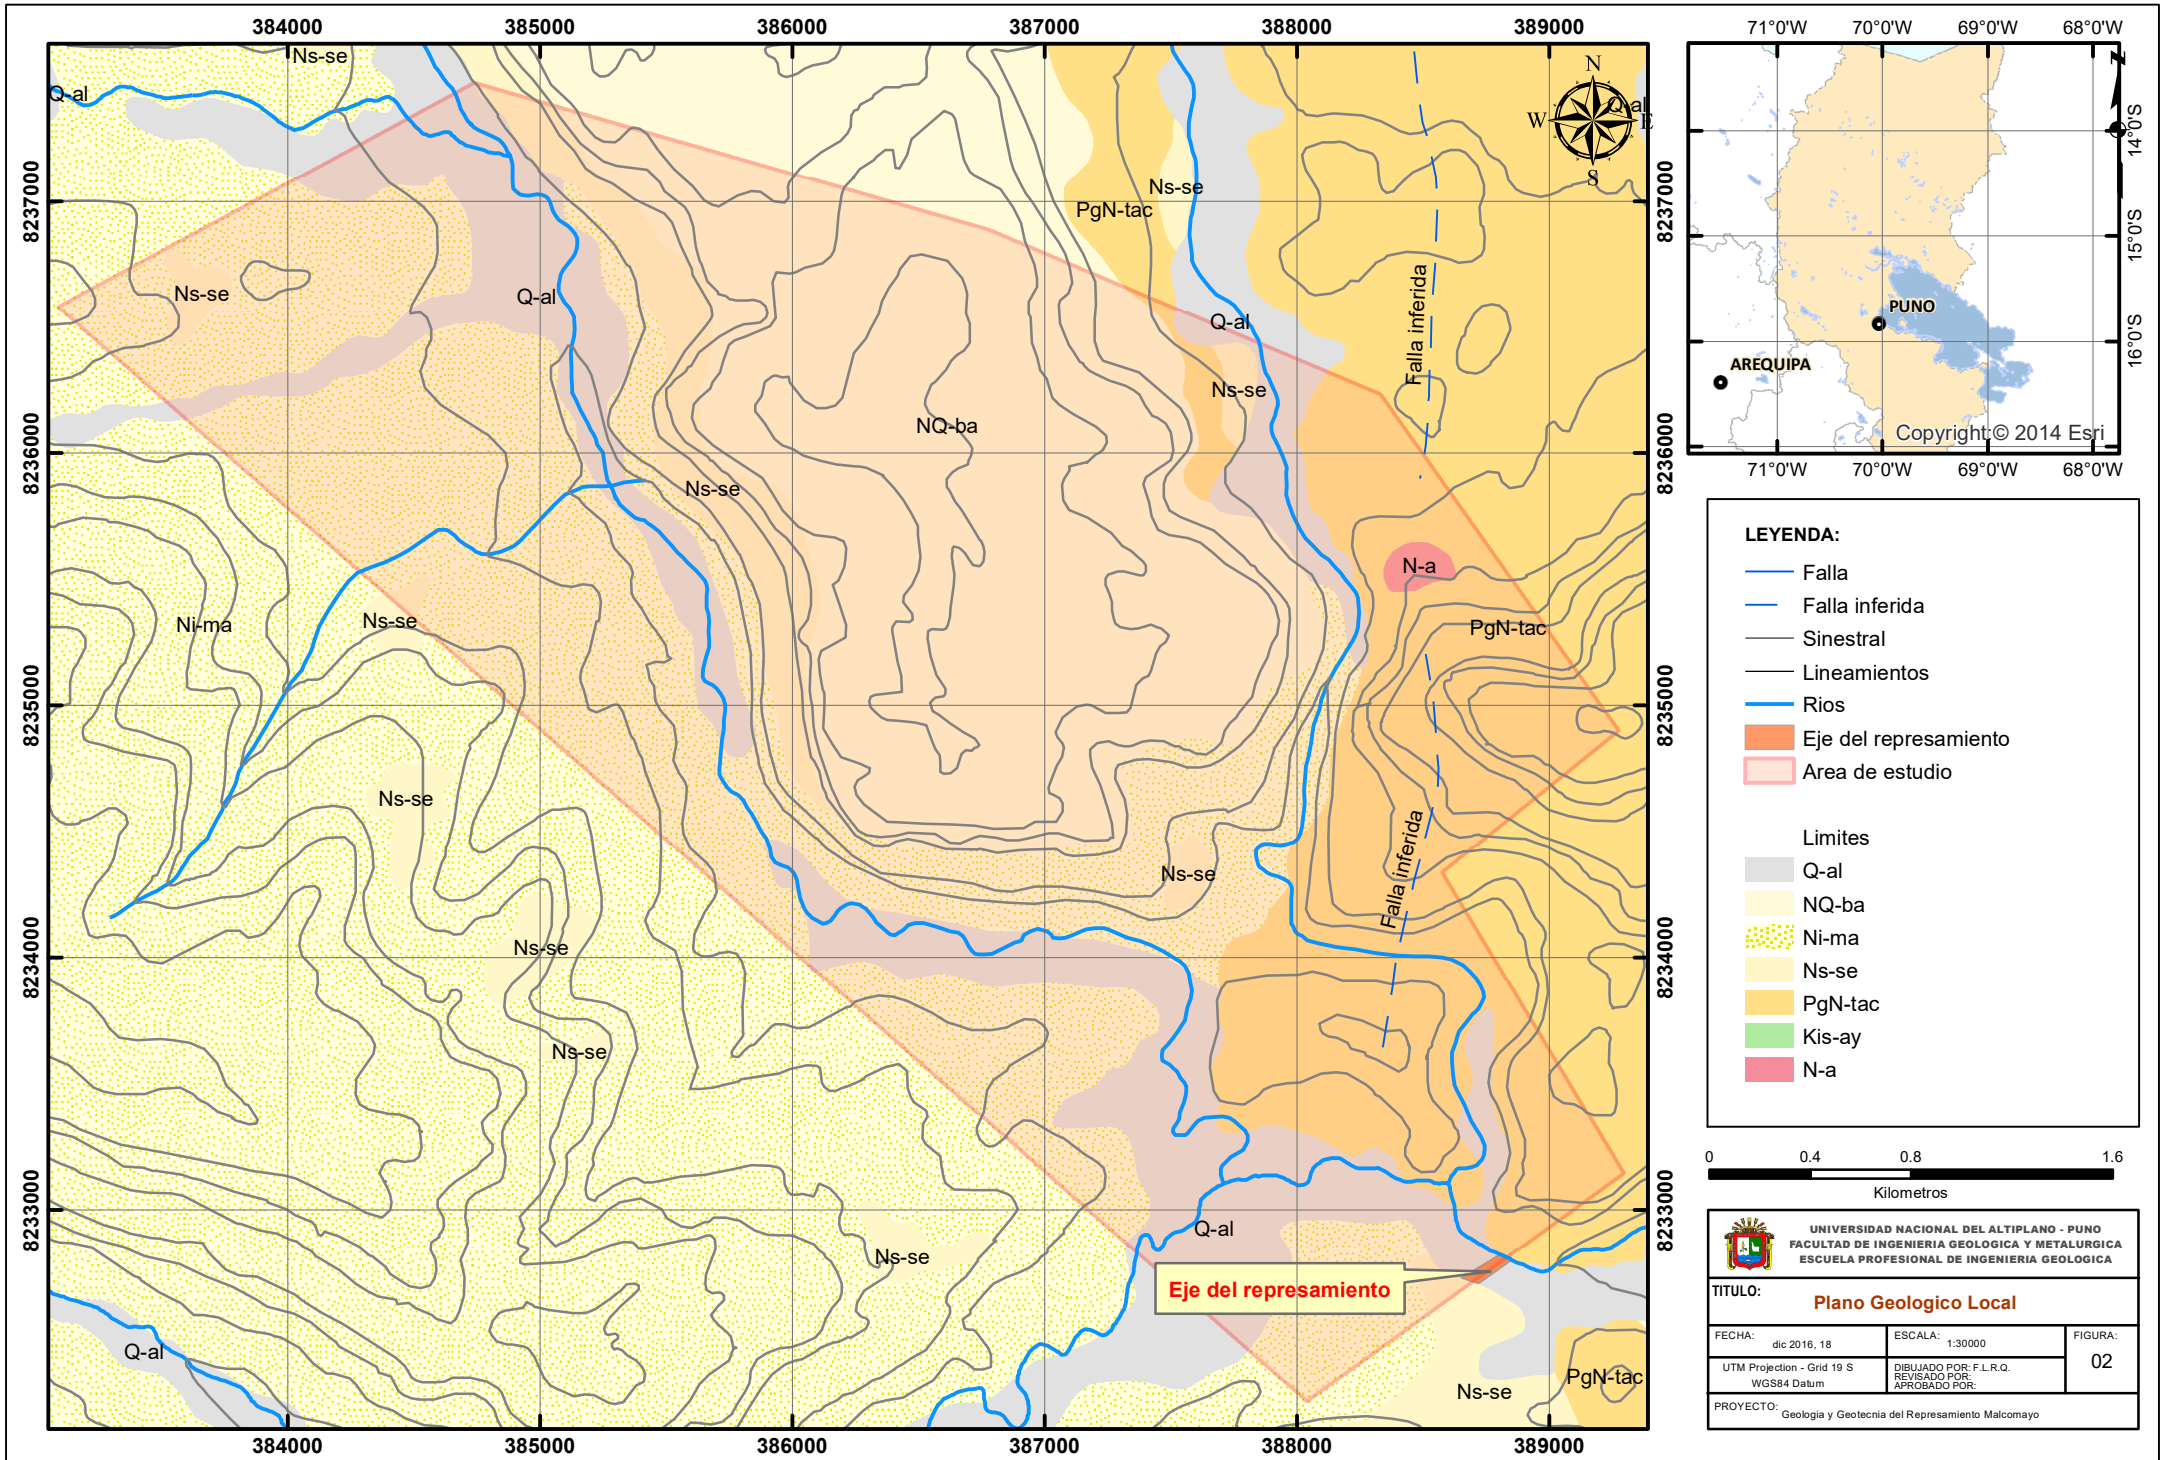 384000 385000 386000 387000 388000 389000
71°0'W 70°0'W 69°0'W 68°0'W
Ns-se
Q-al
Q-al
N
W E
S
Z
14°0'S
8237000
Ns-se
PgN-tac
8237000
15°0'S
Ns-se
Q-al
Q-al
Falla inferida
PUNO
16°0'S
AREQUIPA
Ns-se
NQ-ba
8236000
8236000
Copyright:© 2014 Esri
71°0'W 70°0'W 69°0'W 68°0'W
Ns-se
N-a
Ns-se
Ni-ma
PgN-tac
8235000
8235000
Ns-se
Falla inferida
Ns-se
Ns-se
8234000
8234000
Ns-se
8233000
8233000
Q-al
Ns-se
Eje del represamiento
Q-al
PgN-tac
Ns-se
384000 385000 386000 387000 388000 389000
LEYENDA:
Falla
Falla inferida
Sinestral
Lineamientos
Rios
Eje del represamiento
Area de estudio
Limites
Q-al
NQ-ba
Ni-ma
Ns-se
PgN-tac
Kis-ay
N-a
0 0.4 0.8 1.6
Kilometros
UNIVERSIDAD NACIONAL DEL ALTIPLANO - PUNO
FACULTAD DE INGENIERIA GEOLOGICA Y METALURGICA
ESCUELA PROFESIONAL DE INGENIERIA GEOLOGICA
TITULO:
Plano Geologico Local
FECHA: dic 2016, 18
ESCALA: 1:30000
FIGURA:
02
UTM Projection - Grid 19 S
WGS84 Datum
DIBUJADO POR: F.L.R.Q.
REVISADO POR:
APROBADO POR:
PROYECTO: Geologia y Geotecnia del Represamiento Malcomayo